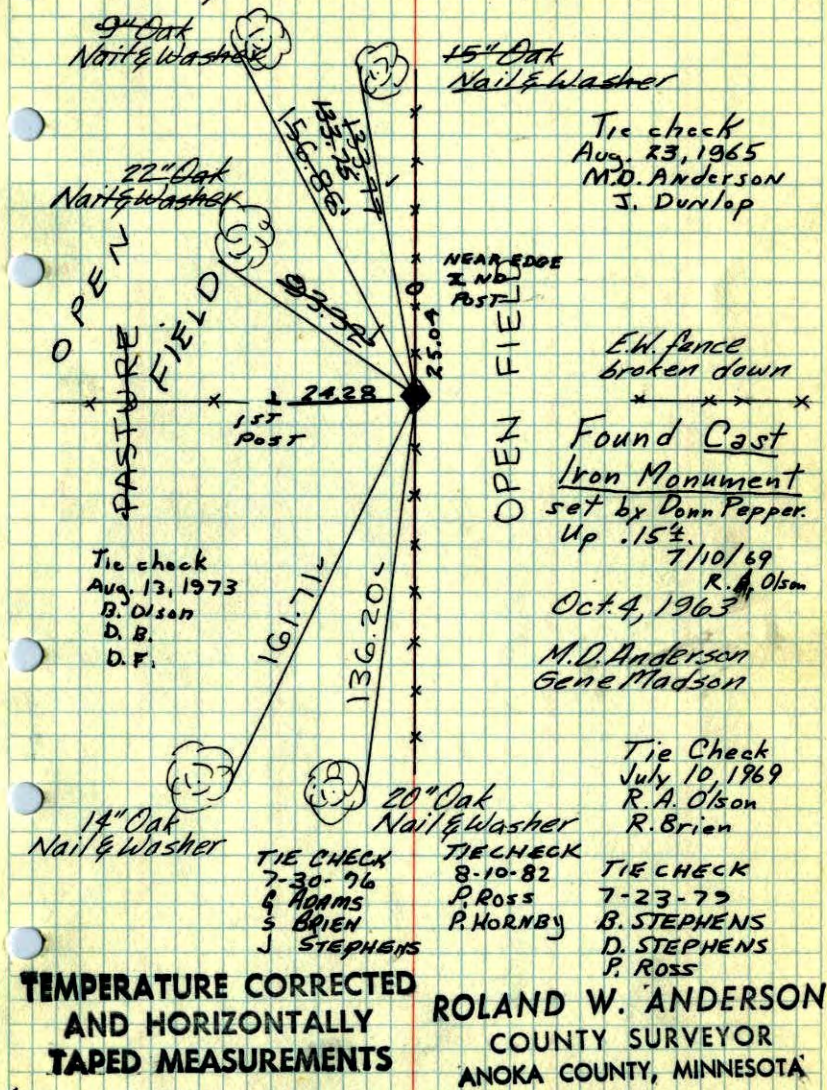 9" Oak
Nail & Washer
15" Oak
Nail & Washer
133.77
133.75
156.86
Tie check
Aug. 23, 1965
M.D. Anderson
J. Dunlop
22" Oak
Nail & Washer
93.32
OPEN
PASTURE
FIELD
NEAR EDGE
2 ND
POST
25.04
OPEN FIELD
24.28
1 ST
POST
E.W. fence
broken down
Found Cast
Iron Monument
set by Donn Pepper.
Up .15'±.
7/10/69
R.A. Olson
Oct. 4, 1963
M.D. Anderson
Gene Madson
Tie check
Aug. 13, 1973
B. Olson
D. B.
D. F.
161.71
136.20
14" Oak
Nail & Washer
20" Oak
Nail & Washer
Tie Check
July 10, 1969
R.A. Olson
R. Brien
TIE CHECK
7-30-96
G ADAMS
S BRIEN
J STEPHENS
TIE CHECK
8-10-82
P. ROSS
P. HORNBY
TIE CHECK
7-23-79
B. STEPHENS
D. STEPHENS
P. ROSS
TEMPERATURE CORRECTED
AND HORIZONTALLY
TAPED MEASUREMENTS
ROLAND W. ANDERSON
COUNTY SURVEYOR
ANOKA COUNTY, MINNESOTA